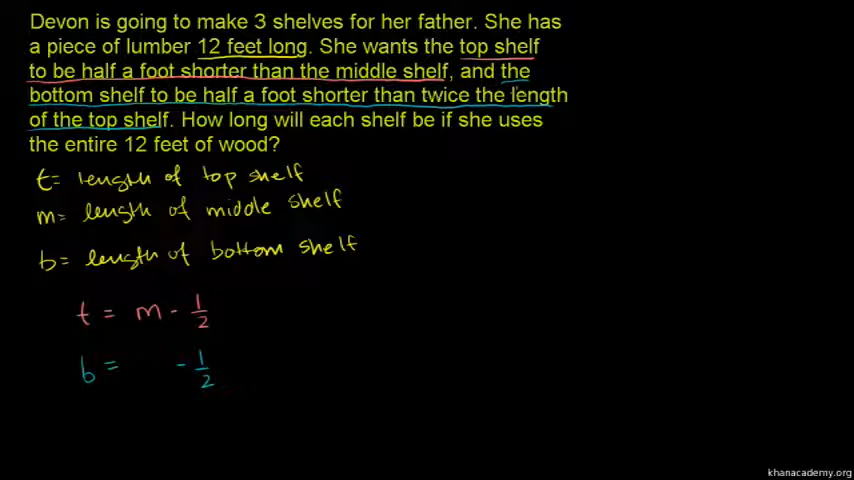 Devon is going to make 3 shelves for her father. She has
a piece of lumber 12 feet long. She wants the top shelf
to be half a foot shorter than the middle shelf, and the
bottom shelf to be half a foot shorter than twice the length
of the top shelf. How long will each shelf be if she uses
the entire 12 feet of wood?
t= length of top shelf
m= length of middle shelf
b= length of bottom shelf
t = m - 1/2
b = - 1/2
khanacademy.org